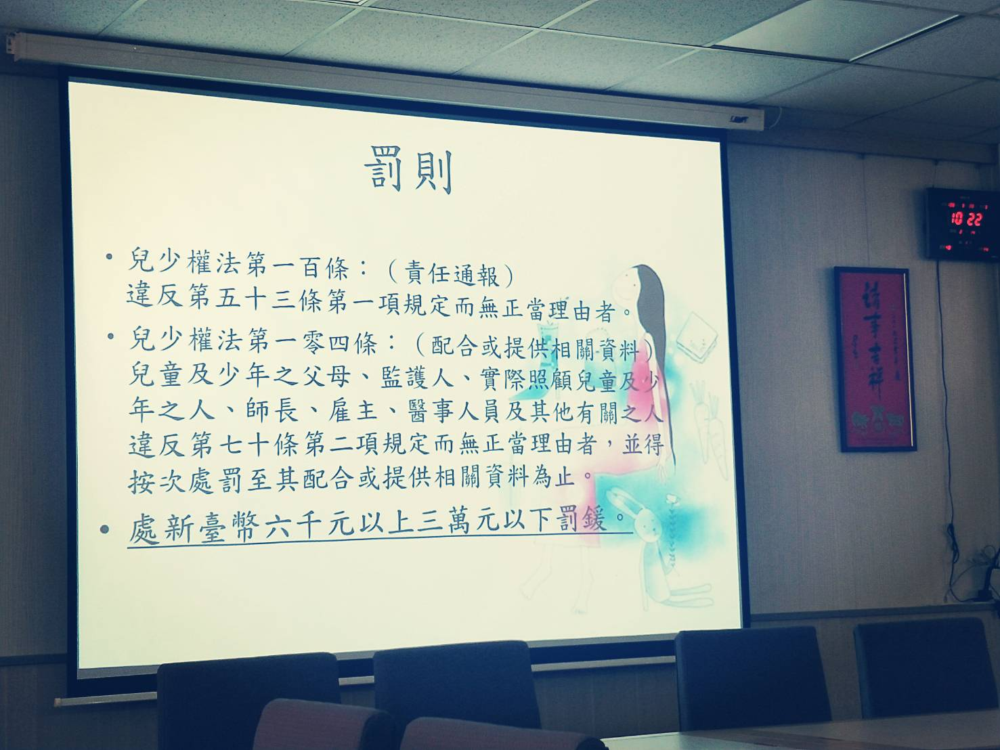 罰則
• 兒少權法第一百條：（責任通報）
違反第五十三條第一項規定而無正當理由者。
• 兒少權法第一零四條：（配合或提供相關資料）
兒童及少年之父母、監護人、實際照顧兒童及少
年之人、師長、雇主、醫事人員及其他有關之人
違反第七十條第二項規定而無正當理由者，並得
按次處罰至其配合或提供相關資料為止。
• 處新臺幣六千元以上三萬元以下罰鍰。
10 22
諸事吉祥